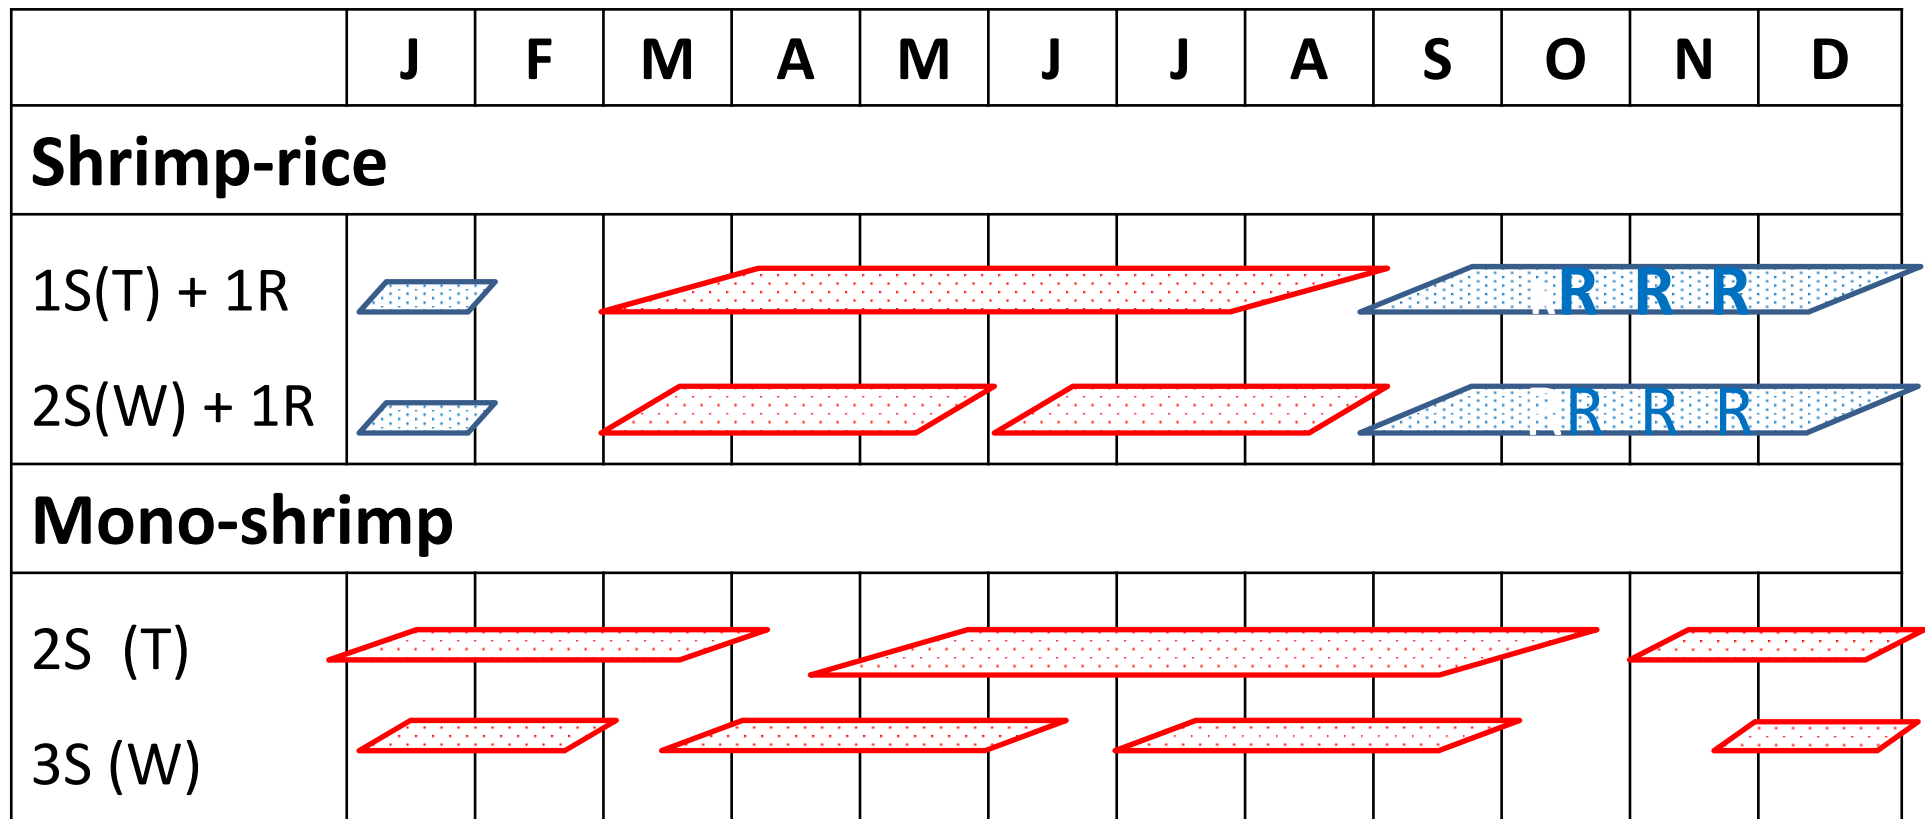 J F M A M J J A S O N D
Shrimp-rice
1S(T) + 1R R R R R
2S(W) + 1R R R R R
Mono-shrimp
2S (T)
3S (W)